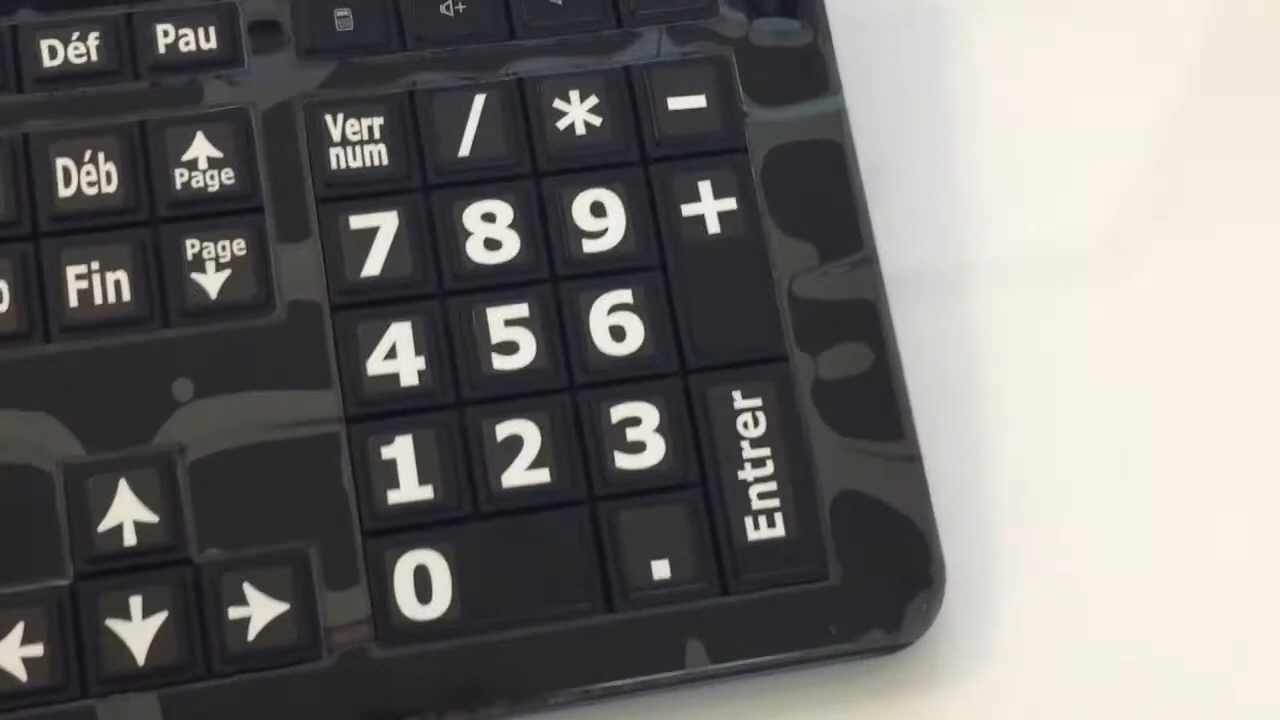 Déf
Pau
Verr
num
/
*
-
Déb
Page
7
8
9
+
Fin
Page
4
5
6
1
2
3
Entrer
0
.